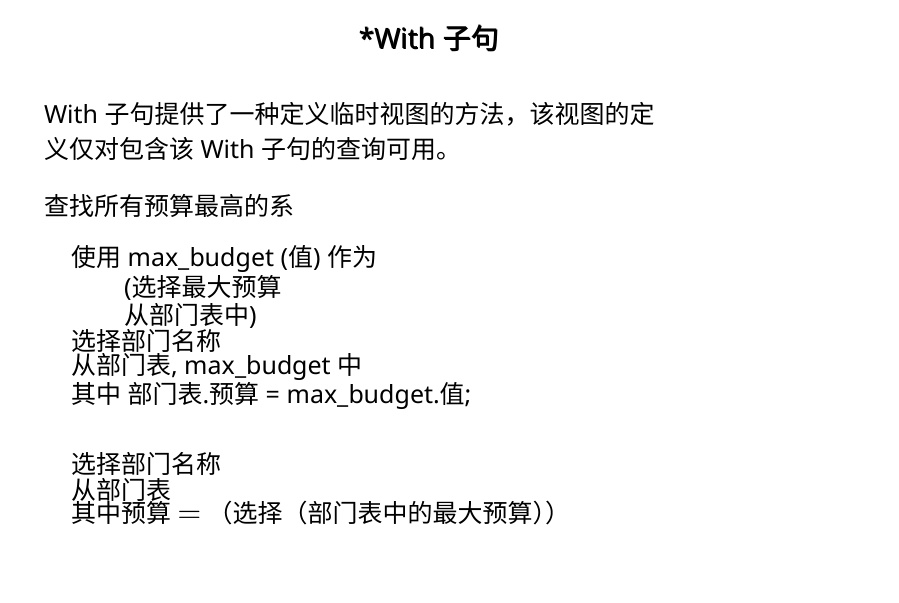 *With 子句
With 子句提供了一种定义临时视图的方法，该视图的定
义仅对包含该 With 子句的查询可用。
查找所有预算最高的系
使用 max_budget (值) 作为
(选择最大预算
从部门表中)
选择部门名称
从部门表, max_budget 中
其中 部门表.预算 = max_budget.值;
选择部门名称
从部门表
其中预算 = （选择（部门表中的最大预算））